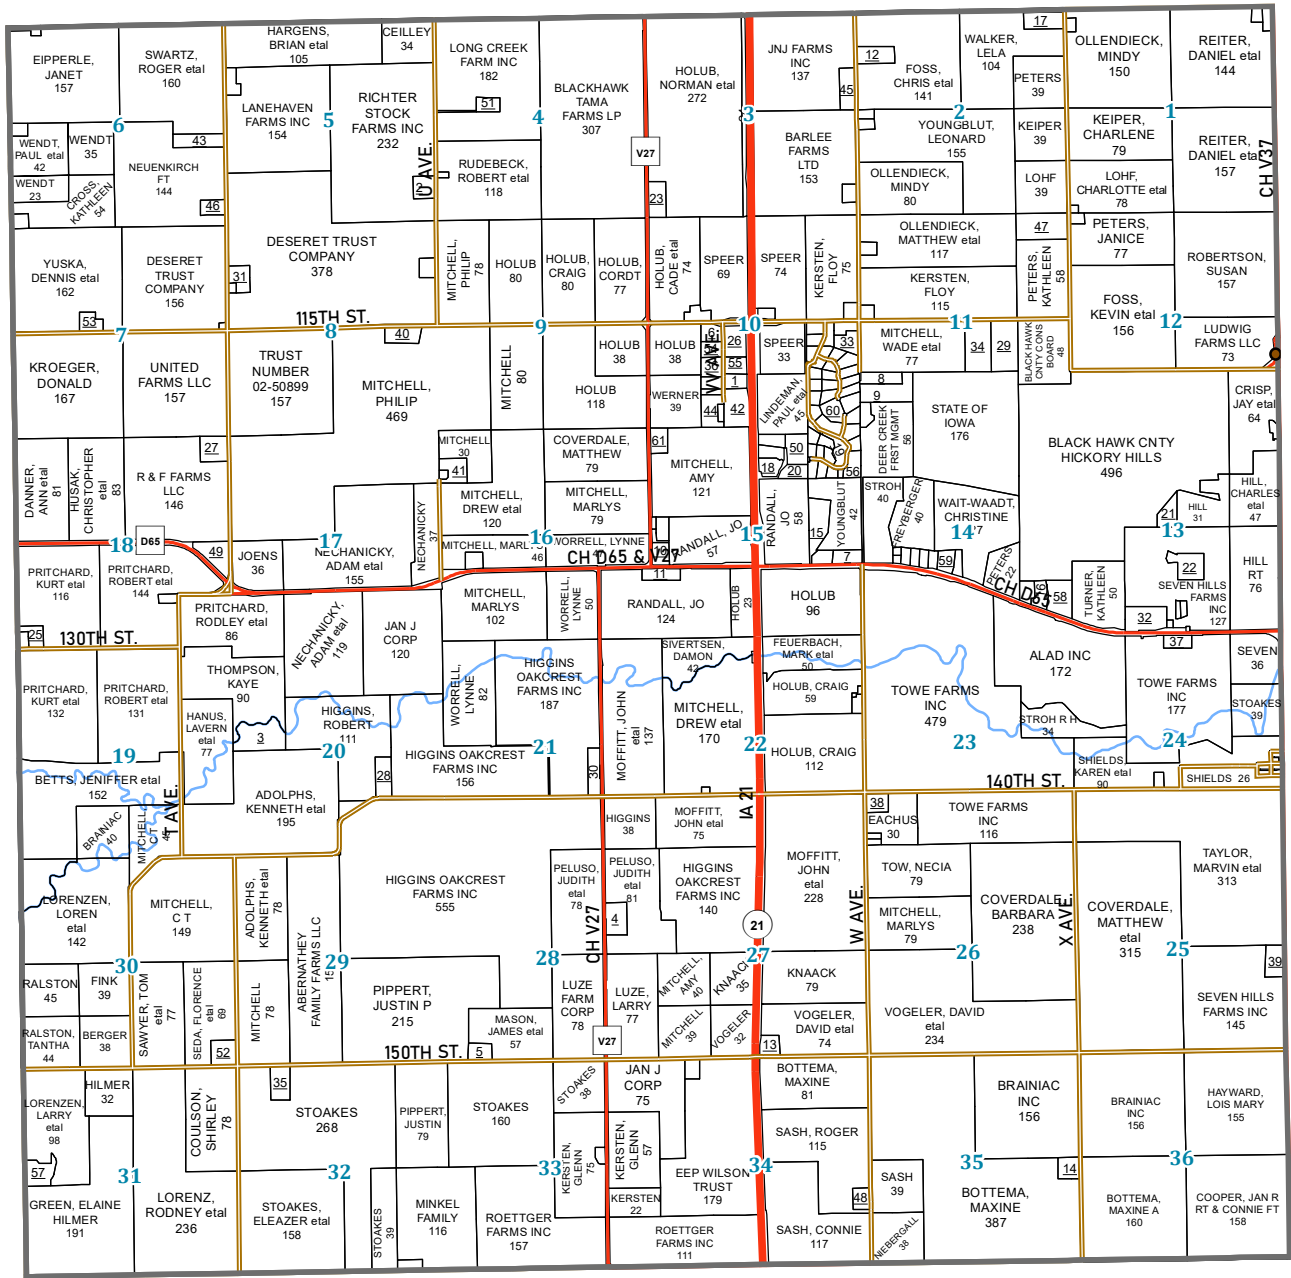 EIPPERLE,
JANET
157
SWARTZ,
ROGER etal
160
HARGENS,
BRIAN etal
105
CEILLEY
34
LONG CREEK
FARM INC
182
51
BLACKHAWK
TAMA
FARMS LP
307
HOLUB,
NORMAN etal
272
JNJ FARMS
INC
137
45
12
FOSS,
CHRIS etal
141
WALKER,
LELA
104
17
PETERS
39
OLLENDIECK,
MINDY
150
REITER,
DANIEL etal
144
6
5
4
3
2
1
LANEHAVEN
FARMS INC
154
RICHTER
STOCK
FARMS INC
232
WENDT,
PAUL etal
42
WENDT
35
43
WENDT
23
CROSS,
KATHLEEN
54
NEUENKIRCH
FT
144
46
U AVE.
2
RUDEBECK,
ROBERT etal
118
V27
23
BARLEE
FARMS
LTD
153
YOUNGBLUT,
LEONARD
155
OLLENDIECK,
MINDY
80
KEIPER
39
LOHF
39
KEIPER,
CHARLENE
79
LOHF,
CHARLOTTE etal
78
REITER,
DANIEL etal
157
CH V37
YUSKA,
DENNIS etal
162
53
DESERET
TRUST
COMPANY
156
DESERET TRUST
COMPANY
378
31
115TH ST.
MITCHELL,
PHILIP
78
HOLUB
80
HOLUB,
CRAIG
80
HOLUB,
CORDT
77
HOLUB,
CADE etal
74
SPEER
69
SPEER
74
KERSTEN,
FLOY
75
OLLENDIECK,
MATTHEW etal
117
KERSTEN,
FLOY
115
47
PETERS,
KATHLEEN
58
PETERS,
JANICE
77
FOSS,
KEVIN etal
156
ROBERTSON,
SUSAN
157
LUDWIG
FARMS LLC
73
7
8
9
10
11
12
KROEGER,
DONALD
167
UNITED
FARMS LLC
157
TRUST
NUMBER
02-50899
157
40
MITCHELL,
PHILIP
469
MITCHELL
80
HOLUB
38
HOLUB
38
HOLUB
118
WERNER
39
6
36
26
55
1
44
42
SPEER
33
LINDEMAN,
PAUL etal
45
33
60
MITCHELL,
WADE etal
77
34
29
BLACK HAWK
CNTY CONS
BOARD
48
8
9
DEER CREEK
FRST MGMT
56
STATE OF
IOWA
176
BLACK HAWK CNTY
HICKORY HILLS
496
CRISP,
JAY etal
64
DANNER,
ANN etal
81
HUSAK,
CHRISTOPHER
etal
83
R & F FARMS
LLC
146
27
MITCHELL
30
41
COVERDALE,
MATTHEW
79
61
MITCHELL,
AMY
121
50
18
20
56
19
STROH
40
FREYBERGER
40
WAIT-WAADT,
CHRISTINE
HILL,
CHARLES
etal
47
21
HILL
31
MITCHELL,
DREW etal
120
MITCHELL,
MARLYS
79
RANDALL,
JO
58
15
YOUNGBLUT
42
NECHANICKY
37
18
D65
17
16
15
14
13
49
JOENS
36
NECHANICKY,
ADAM etal
155
46
WORRELL, LYNNE
CH D65 & V27
RANDALL, JO
57
11
7
59
PETERS
22
CH D65
58
TURNER,
KATHLEEN
50
22
SEVEN HILLS
FARMS
INC
127
HILL
RT
76
PRITCHARD,
KURT etal
116
PRITCHARD,
ROBERT etal
144
PRITCHARD,
RODLEY etal
86
25
130TH ST.
NECHANICKY,
ADAM etal
119
JAN J
CORP
120
MITCHELL,
MARLYS
102
WORRELL,
LYNNE
50
RANDALL, JO
124
HOLUB
23
HOLUB
96
32
37
SEVEN
36
THOMPSON,
KAYE
90
WORRELL,
LYNNE
82
HIGGINS
OAKCREST
FARMS INC
187
SIVERTSEN,
DAMON
42
FEUERBACH,
MARK etal
50
HOLUB, CRAIG
59
TOWE FARMS
INC
479
ALAD INC
172
TOWE FARMS
INC
177
STOAKES
39
PRITCHARD,
KURT etal
132
PRITCHARD,
ROBERT etal
131
HANUS,
LAVERN
etal
77
3
HIGGINS,
ROBERT
111
MOFFITT, JOHN
etal
137
MITCHELL,
DREW etal
170
STROH R H
34
19
20
21
22
23
24
BETTS, JENIFFER etal
152
28
HIGGINS OAKCREST
FARMS INC
156
30
HOLUB, CRAIG
112
140TH ST.
SHIELDS,
KAREN etal
90
SHIELDS 26
BRAINIAC
40
MITCHELL,
C T
T AVE.
ADOLPHS,
KENNETH etal
195
HIGGINS
38
MOFFITT,
JOHN etal
75
IA 21
38
EACHUS
30
TOWE FARMS
INC
116
LORENZEN,
LOREN
etal
142
MITCHELL,
C T
149
ADOLPHS,
KENNETH etal
78
ABERNATHEY
FAMILY FARMS LLC
HIGGINS OAKCREST
FARMS INC
555
PELUSO,
JUDITH
etal
78
PELUSO,
JUDITH
etal
81
4
CH V27
HIGGINS
OAKCREST
FARMS INC
140
MOFFITT,
JOHN
etal
228
W AVE.
21
TOW, NECIA
79
MITCHELL,
MARLYS
79
COVERDALE,
BARBARA
238
X AVE.
COVERDALE,
MATTHEW
etal
315
TAYLOR,
MARVIN etal
313
30
29
28
27
26
25
39
RALSTON
45
FINK
39
SAWYER, TOM
etal
77
SEDA, FLORENCE
etal
69
MITCHELL
78
PIPPERT,
JUSTIN P
215
LUZE
FARM
CORP
78
LUZE,
LARRY
77
MITCHELL,
AMY
40
KNAACK
35
KNAACK
79
SEVEN HILLS
FARMS INC
145
RALSTON,
TANTHA
44
BERGER
38
52
MASON,
JAMES etal
57
5
V27
MITCHELL
39
VOGELER
32
13
VOGELER,
DAVID etal
74
VOGELER, DAVID
etal
234
150TH ST.
LORENZEN,
LARRY
etal
98
HILMER
32
COULSON,
SHIRLEY
78
35
STOAKES
268
PIPPERT,
JUSTIN
79
STOAKES
160
STOAKES
38
JAN J
CORP
75
BOTTEMA,
MAXINE
81
BRAINIAC
INC
156
BRAINIAC
INC
156
HAYWARD,
LOIS MARY
155
57
KERSTEN,
GLENN
75
KERSTEN,
GLENN
57
SASH, ROGER
115
31
32
33
34
35
36
GREEN, ELAINE
HILMER
191
LORENZ,
RODNEY etal
236
STOAKES,
ELEAZER etal
158
STOAKES
39
MINKEL
FAMILY
116
ROETTGER
FARMS INC
157
KERSTEN
22
EEP WILSON
TRUST
179
ROETTGER
FARMS INC
111
48
SASH, CONNIE
117
SASH
39
NIEBERGALL
38
BOTTEMA,
MAXINE
387
14
BOTTEMA,
MAXINE A
160
COOPER, JAN R
RT & CONNIE FT
158